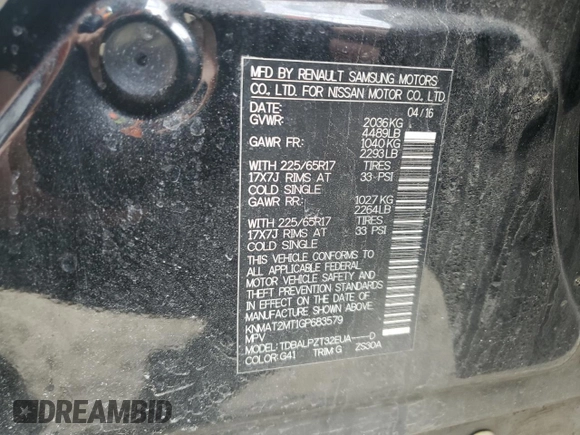 MFD BY RENAULT SAMSUNG MOTORS
CO., LTD. FOR NISSAN MOTOR CO., LTD.
DATE: 04/16
GVWR: 2036KG
4489LB
GAWR FR: 1040KG
2293LB
WITH 225/65R17 TIRES
17X7J RIMS AT 33 PSI
COLD SINGLE
GAWR RR: 1027KG
2264LB
WITH 225/65R17 TIRES
17X7J RIMS AT 33 PSI
COLD SINGLE
THIS VEHICLE CONFORMS TO
ALL APPLICABLE FEDERAL
MOTOR VEHICLE SAFETY AND
THEFT PREVENTION STANDARDS
IN EFFECT ON THE DATE OF
MANUFACTURE SHOWN ABOVE.
KNMAT2MT1GP683579
MPV
MODEL: TDBALPZT32EUA-----D
COLOR: G41 TRIM G ZS30A
DREAMBID